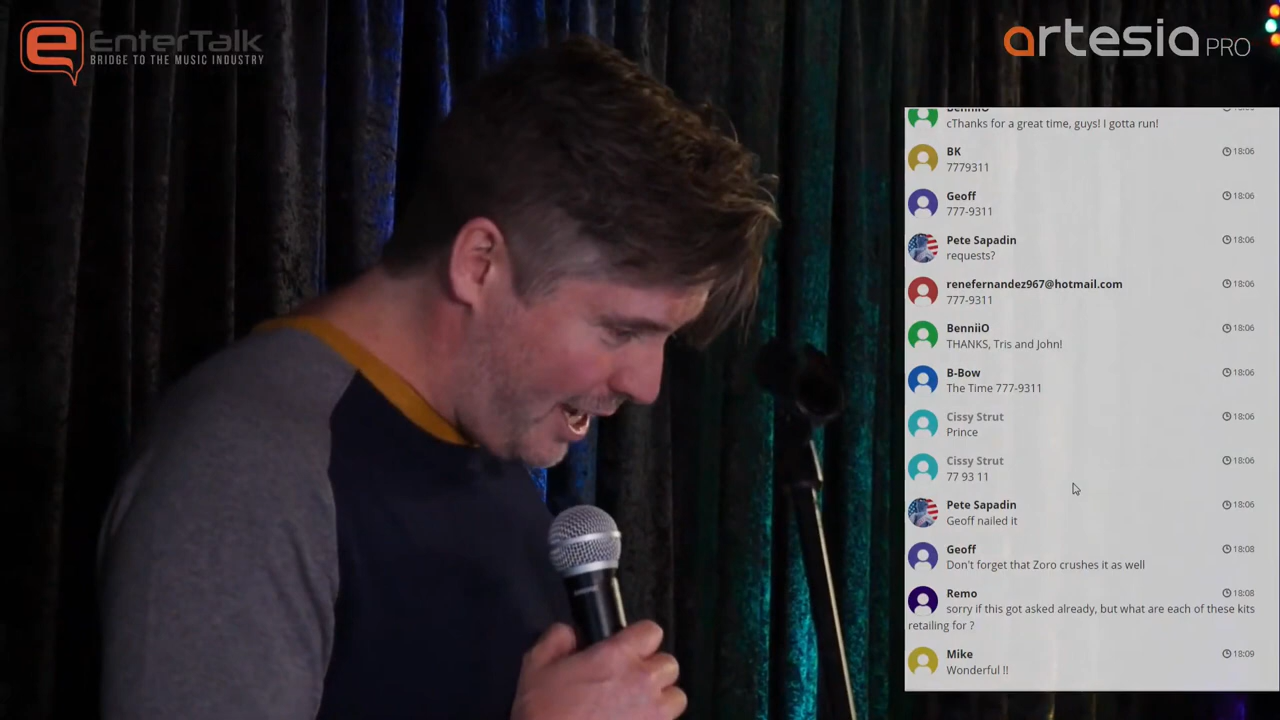 EnterTalk
BRIDGE TO THE MUSIC INDUSTRY
artesia PRO
BenniiO
cThanks for a great time, guys! I gotta run!
BK 18:06
7779311
Geoff 18:06
777-9311
Pete Sapadin 18:06
requests?
renefernandez967@hotmail.com 18:06
777-9311
BenniiO 18:06
THANKS, Tris and John!
B-Bow 18:06
The Time 777-9311
Cissy Strut 18:06
Prince
Cissy Strut 18:06
77 93 11
Pete Sapadin 18:06
Geoff nailed it
Geoff 18:08
Don't forget that Zoro crushes it as well
Remo 18:08
sorry if this got asked already, but what are each of these kits
retailing for ?
Mike 18:09
Wonderful !!